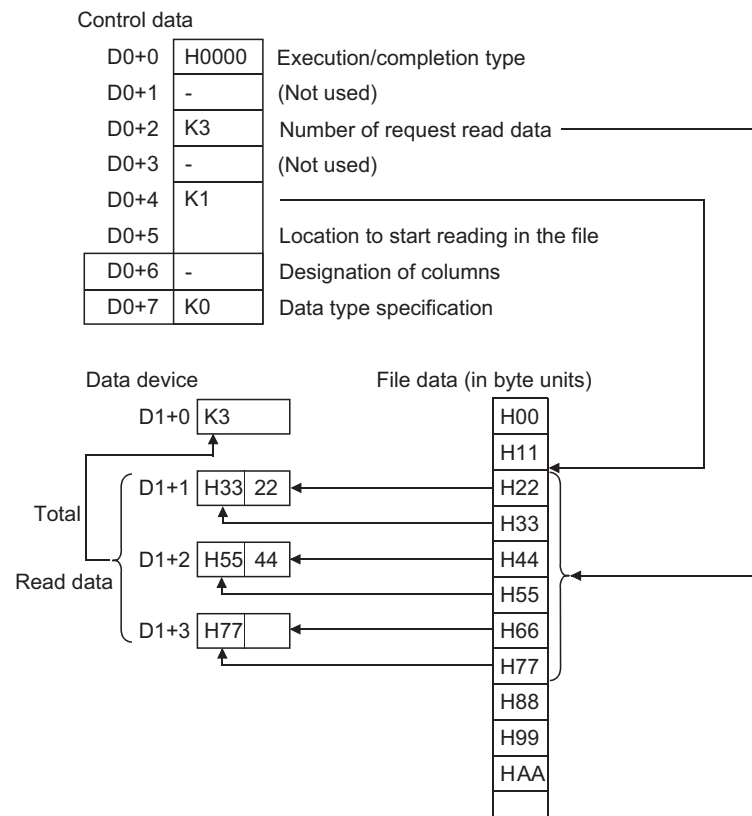 Control data
D0+0 H0000 Execution/completion type
D0+1 - (Not used)
D0+2 K3 Number of request read data
D0+3 - (Not used)
D0+4 K1
D0+5 Location to start reading in the file
D0+6 - Designation of columns
D0+7 K0 Data type specification
Data device File data (in byte units)
D1+0 K3 H00
H11
D1+1 H33 22 H22
Total H33
D1+2 H55 44 H44
Read data H55
D1+3 H77 H66
H77
H88
H99
HAA